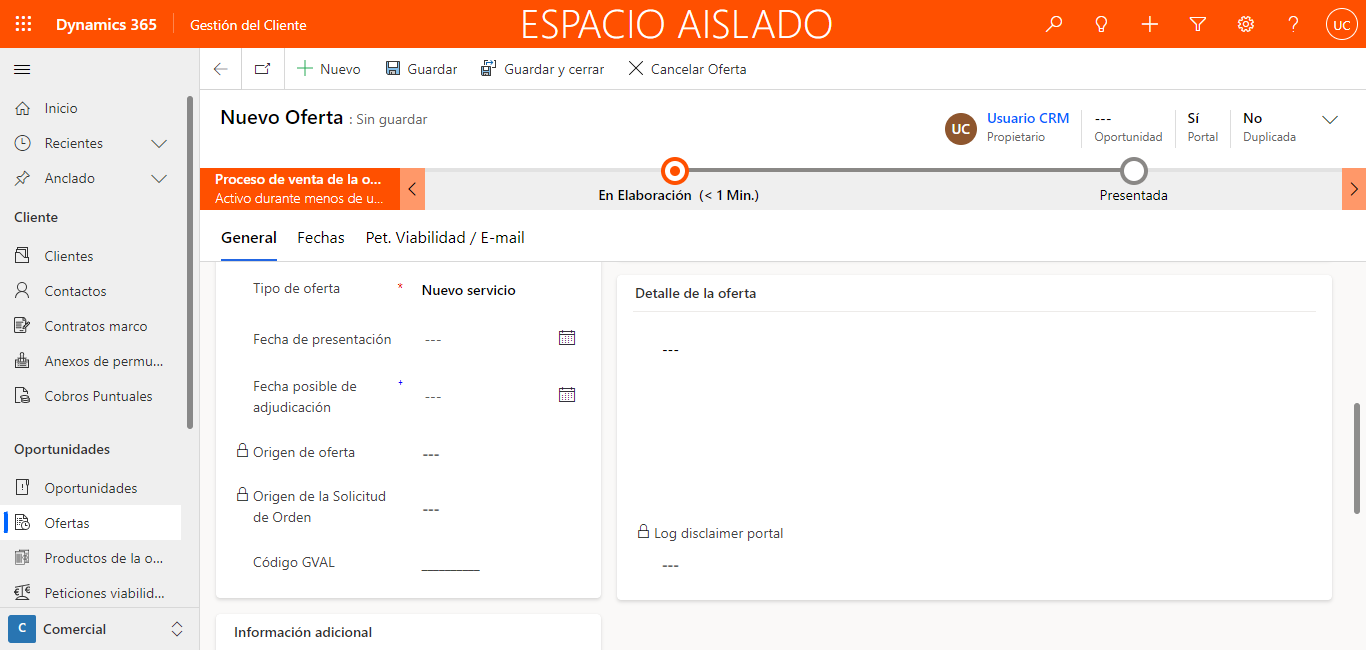 Dynamics 365
Gestión del Cliente
ESPACIO AISLADO
UC
Nuevo
Guardar
Guardar y cerrar
Cancelar Oferta
Inicio
Recientes
Anclado
Cliente
Clientes
Contactos
Contratos marco
Anexos de permu...
Cobros Puntuales
Oportunidades
Oportunidades
Ofertas
Productos de la o...
Peticiones viabilid...
C Comercial
Nuevo Oferta : Sin guardar
UC
Usuario CRM
Propietario
---
Oportunidad
Sí
Portal
No
Duplicada
Proceso de venta de la o...
Activo durante menos de u...
En Elaboración (< 1 Min.)
Presentada
General
Fechas
Pet. Viabilidad / E-mail
Tipo de oferta * Nuevo servicio
Fecha de presentación ---
Fecha posible de adjudicación + ---
Origen de oferta ---
Origen de la Solicitud de Orden ---
Código GVAL __________
Información adicional
Detalle de la oferta
---
Log disclaimer portal
---